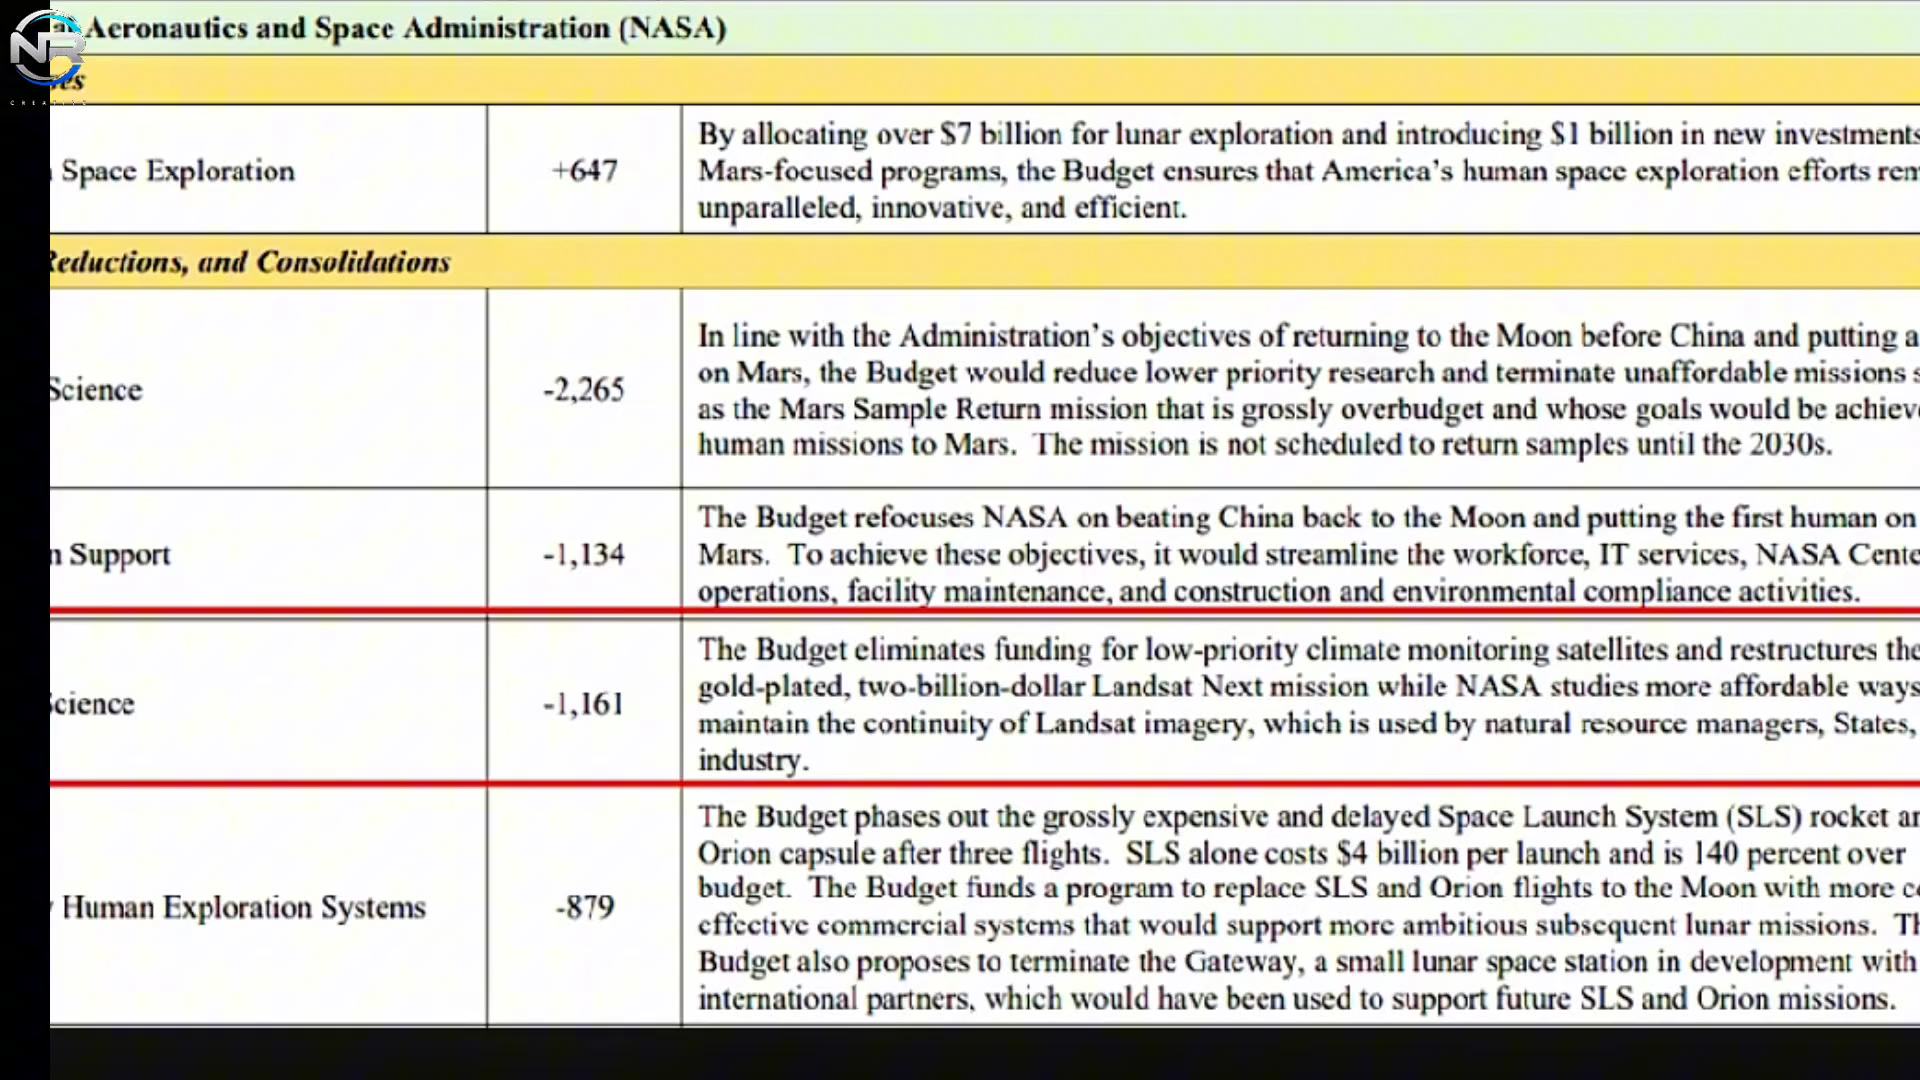 NR
Aeronautics and Space Administration (NASA)
Space Exploration
+647
By allocating over $7 billion for lunar exploration and introducing $1 billion in new investments
Mars-focused programs, the Budget ensures that America's human space exploration efforts rem
unparalleled, innovative, and efficient.
Reductions, and Consolidations
Science
-2,265
In line with the Administration's objectives of returning to the Moon before China and putting a
on Mars, the Budget would reduce lower priority research and terminate unaffordable missions s
as the Mars Sample Return mission that is grossly overbudget and whose goals would be achieve
human missions to Mars. The mission is not scheduled to return samples until the 2030s.
n Support
-1,134
The Budget refocuses NASA on beating China back to the Moon and putting the first human on
Mars. To achieve these objectives, it would streamline the workforce, IT services, NASA Cente
operations, facility maintenance, and construction and environmental compliance activities.
Science
-1,161
The Budget eliminates funding for low-priority climate monitoring satellites and restructures the
gold-plated, two-billion-dollar Landsat Next mission while NASA studies more affordable ways
maintain the continuity of Landsat imagery, which is used by natural resource managers, States,
industry.
Human Exploration Systems
-879
The Budget phases out the grossly expensive and delayed Space Launch System (SLS) rocket an
Orion capsule after three flights. SLS alone costs $4 billion per launch and is 140 percent over
budget. The Budget funds a program to replace SLS and Orion flights to the Moon with more co
effective commercial systems that would support more ambitious subsequent lunar missions. Th
Budget also proposes to terminate the Gateway, a small lunar space station in development with
international partners, which would have been used to support future SLS and Orion missions.